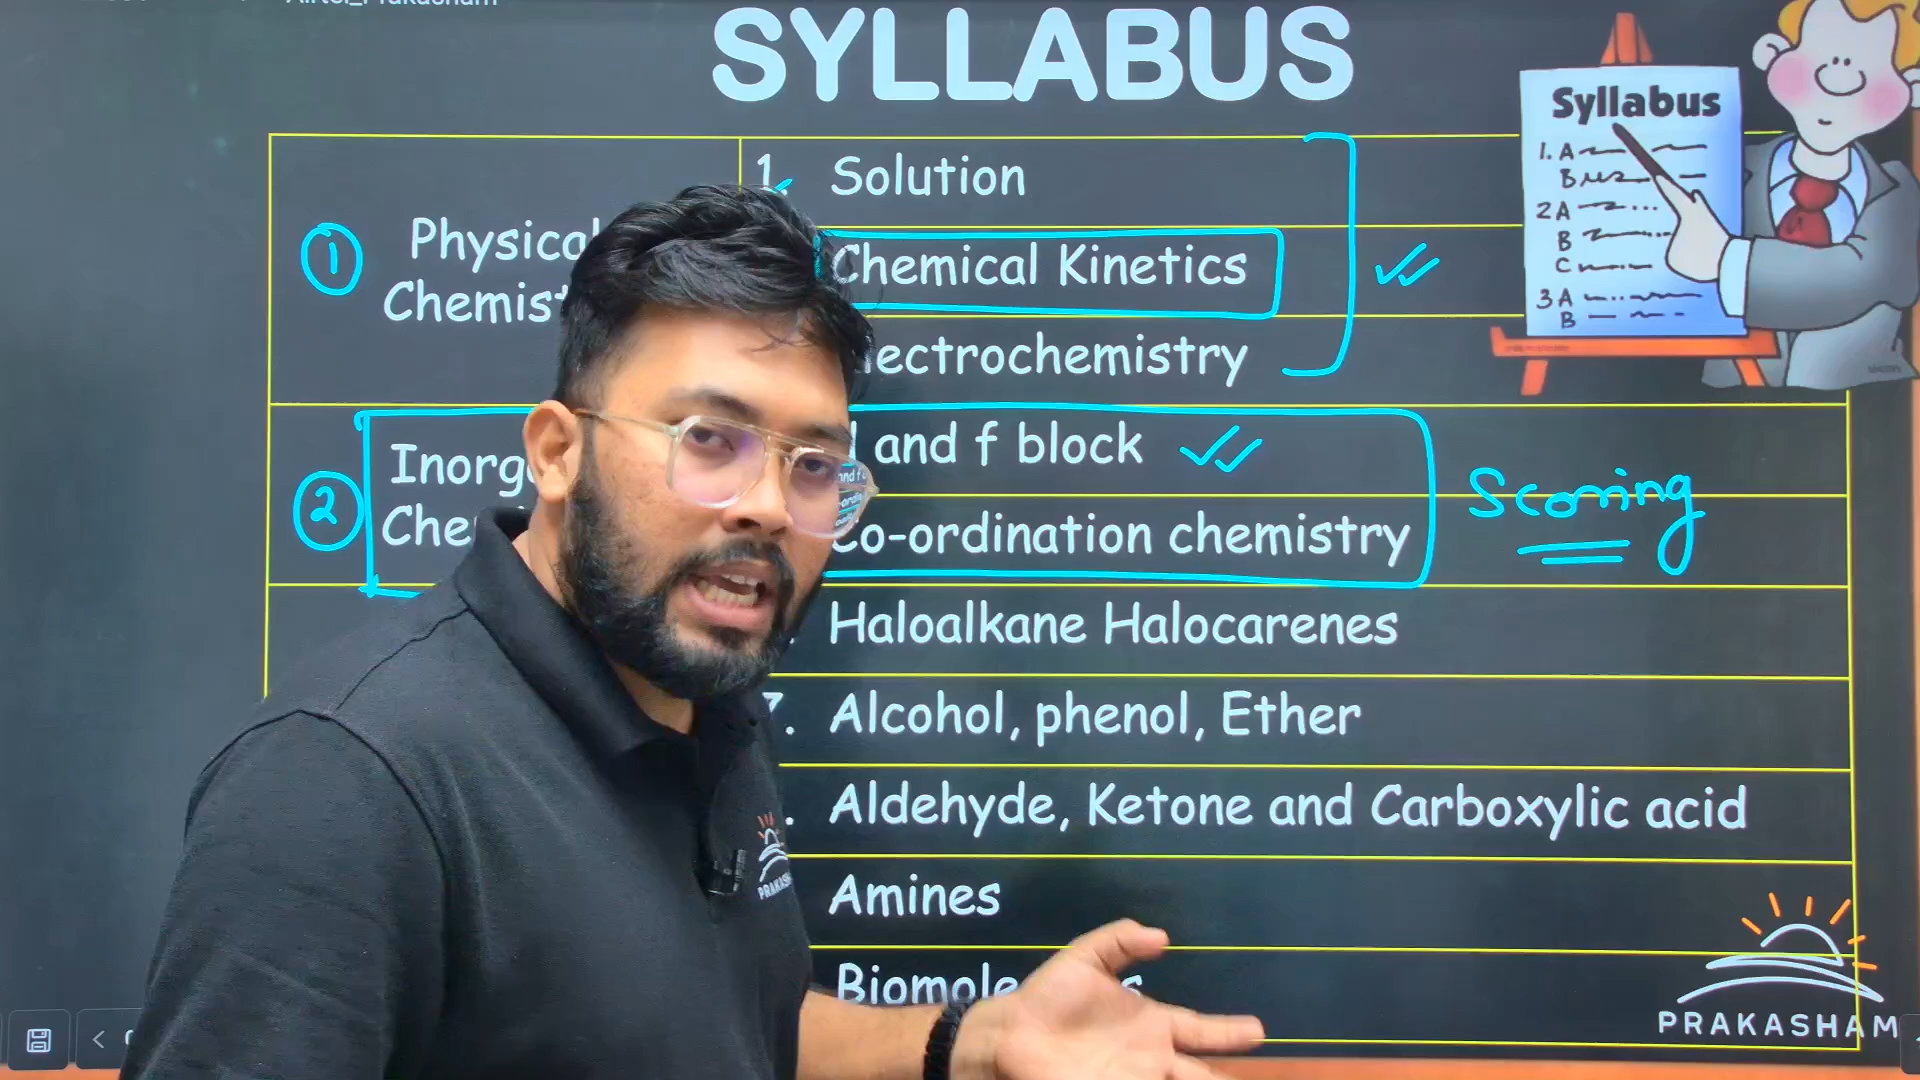 SYLLABUS
Syllabus
1. A
B
2 A
B
C
3 A
B
1. Solution
① Physical
Chemist
Chemical Kinetics
lectrochemistry
② Inorg
Che
and f block
Co-ordination chemistry
Scoring
Haloalkane Halocarenes
7. Alcohol, phenol, Ether
Aldehyde, Ketone and Carboxylic acid
Amines
Biomole
PRAKASHAM